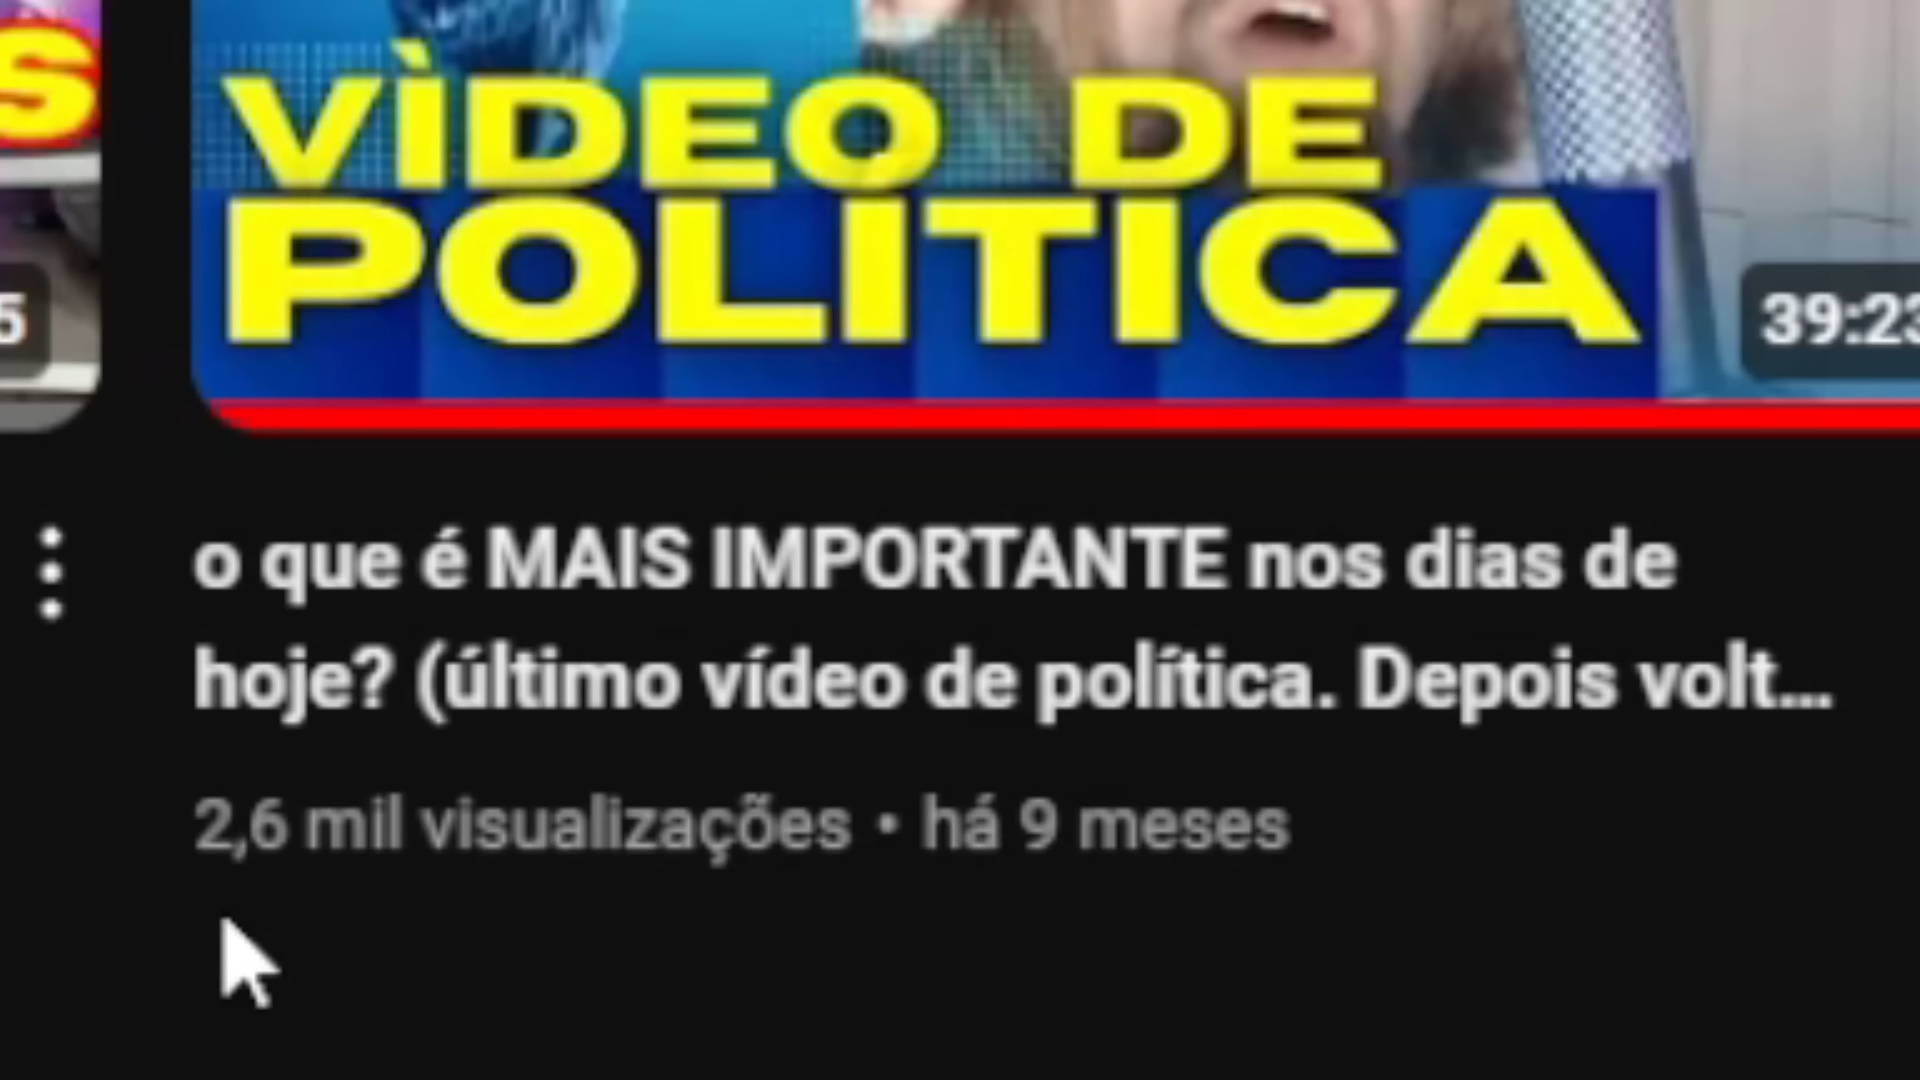 S
VÌDEO DE
POLÍTICA
5
39:23
o que é MAIS IMPORTANTE nos dias de
hoje? (último vídeo de política. Depois volt...
2,6 mil visualizações • há 9 meses